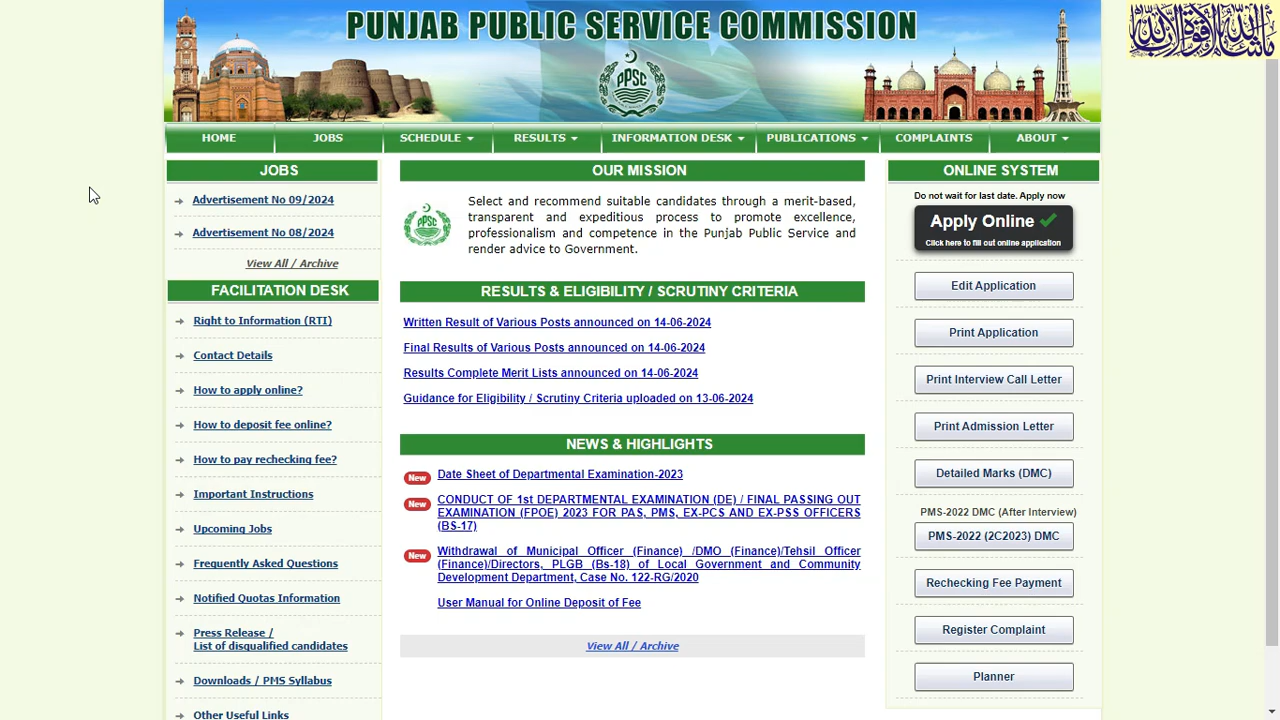 PUNJAB PUBLIC SERVICE COMMISSION
PPSC
HOME
JOBS
SCHEDULE
RESULTS
INFORMATION DESK
PUBLICATIONS
COMPLAINTS
ABOUT
JOBS
Advertisement No 09/2024
Advertisement No 08/2024
View All / Archive
FACILITATION DESK
Right to Information (RTI)
Contact Details
How to apply online?
How to deposit fee online?
How to pay rechecking fee?
Important Instructions
Upcoming Jobs
Frequently Asked Questions
Notified Quotas Information
Press Release /
List of disqualified candidates
Downloads / PMS Syllabus
Other Useful Links
OUR MISSION
PPSC
Select and recommend suitable candidates through a merit-based,
transparent and expeditious process to promote excellence,
professionalism and competence in the Punjab Public Service and
render advice to Government.
RESULTS & ELIGIBILITY / SCRUTINY CRITERIA
Written Result of Various Posts announced on 14-06-2024
Final Results of Various Posts announced on 14-06-2024
Results Complete Merit Lists announced on 14-06-2024
Guidance for Eligibility / Scrutiny Criteria uploaded on 13-06-2024
NEWS & HIGHLIGHTS
New Date Sheet of Departmental Examination-2023
New CONDUCT OF 1st DEPARTMENTAL EXAMINATION (DE) / FINAL PASSING OUT
EXAMINATION (FPOE) 2023 FOR PAS, PMS, EX-PCS AND EX-PSS OFFICERS
(BS-17)
New Withdrawal of Municipal Officer (Finance) /DMO (Finance)/Tehsil Officer
(Finance)/Directors, PLGB (Bs-18) of Local Government and Community
Development Department, Case No. 122-RG/2020
User Manual for Online Deposit of Fee
View All / Archive
ONLINE SYSTEM
Do not wait for last date. Apply now
Apply Online
Click here to fill out online application
Edit Application
Print Application
Print Interview Call Letter
Print Admission Letter
Detailed Marks (DMC)
PMS-2022 DMC (After Interview)
PMS-2022 (2C2023) DMC
Rechecking Fee Payment
Register Complaint
Planner